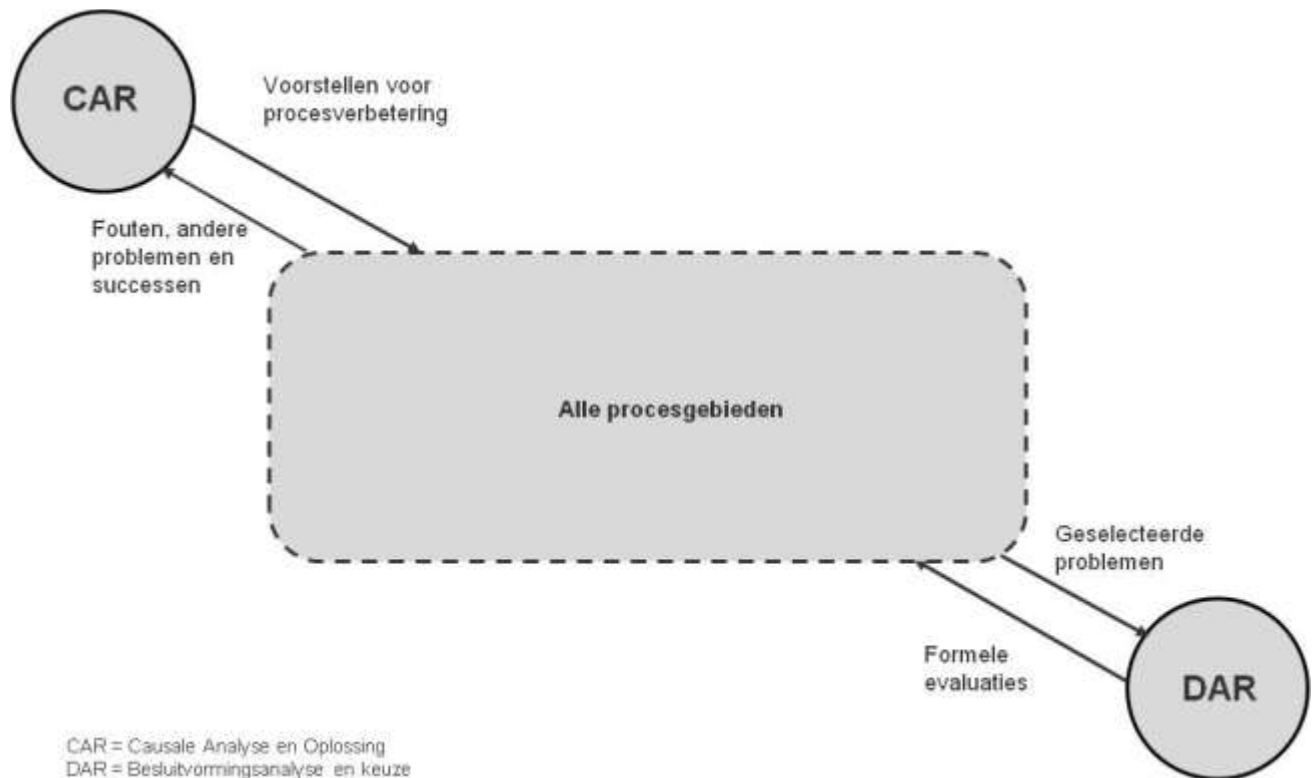 CAR
Voorstellen voor
procesverbetering
Fouten, andere
problemen en
successen
Alle procesgebieden
Geselecteerde
problemen
Formele
evaluaties
DAR
CAR = Causale Analyse en Oplossing
DAR = Besluitvormingsanalyse en keuze